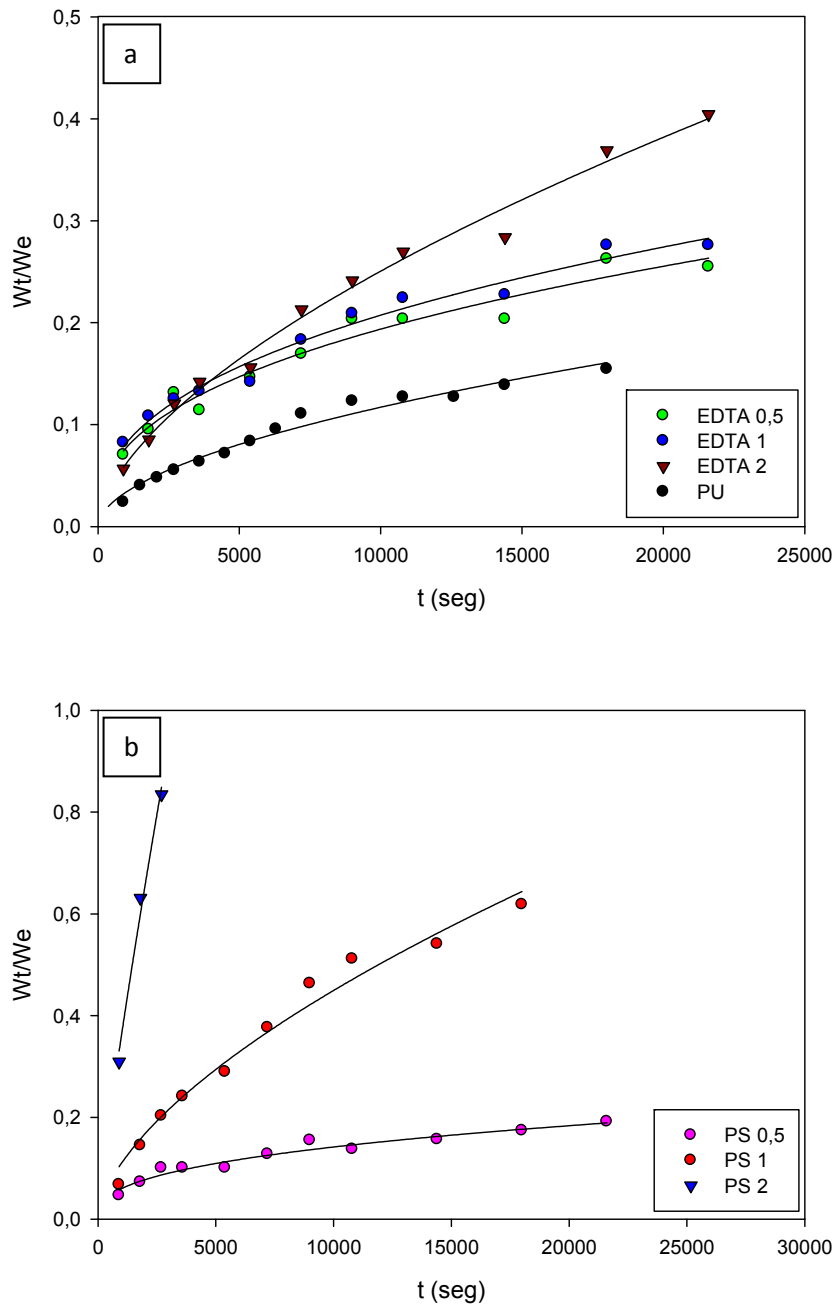 a
0,5
0,4
0,3
0,2
0,1
0,0
Wt/We
0 5000 10000 15000 20000 25000
t (seg)
EDTA 0,5
EDTA 1
EDTA 2
PU
b
1,0
0,8
0,6
0,4
0,2
0,0
Wt/We
0 5000 10000 15000 20000 25000 30000
t (seg)
PS 0,5
PS 1
PS 2